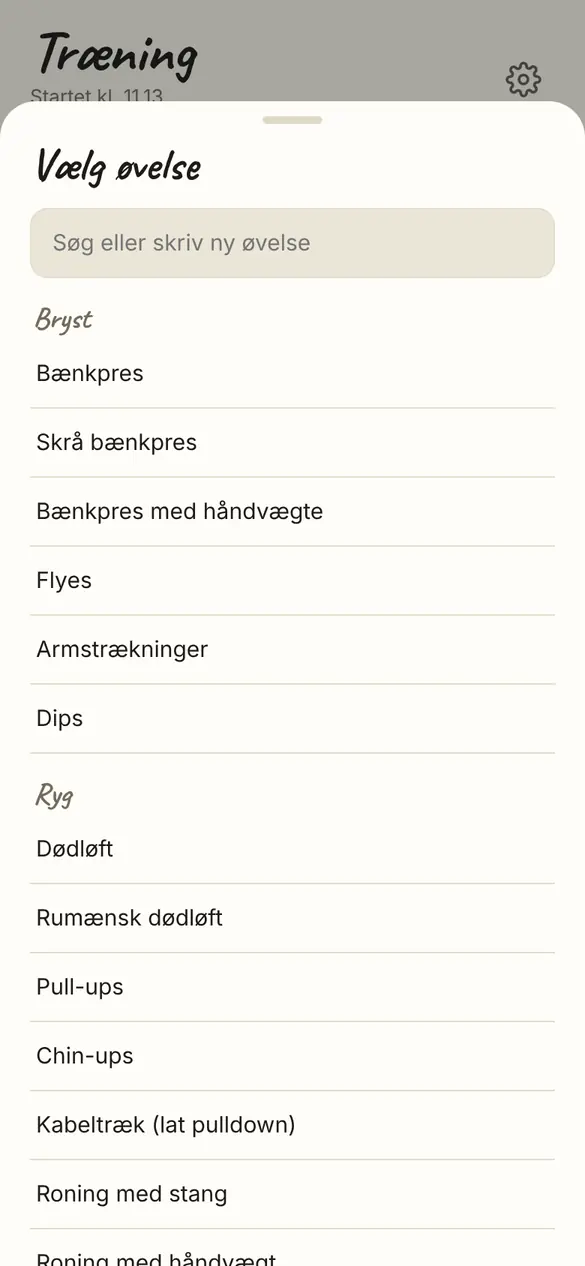 Træning
Startet kl. 11.13
Vælg øvelse
Søg eller skriv ny øvelse
Bryst
Bænkpres
Skrå bænkpres
Bænkpres med håndvægte
Flyes
Armstrækninger
Dips
Ryg
Dødløft
Rumænsk dødløft
Pull-ups
Chin-ups
Kabeltræk (lat pulldown)
Roning med stang
Roning med håndvægt